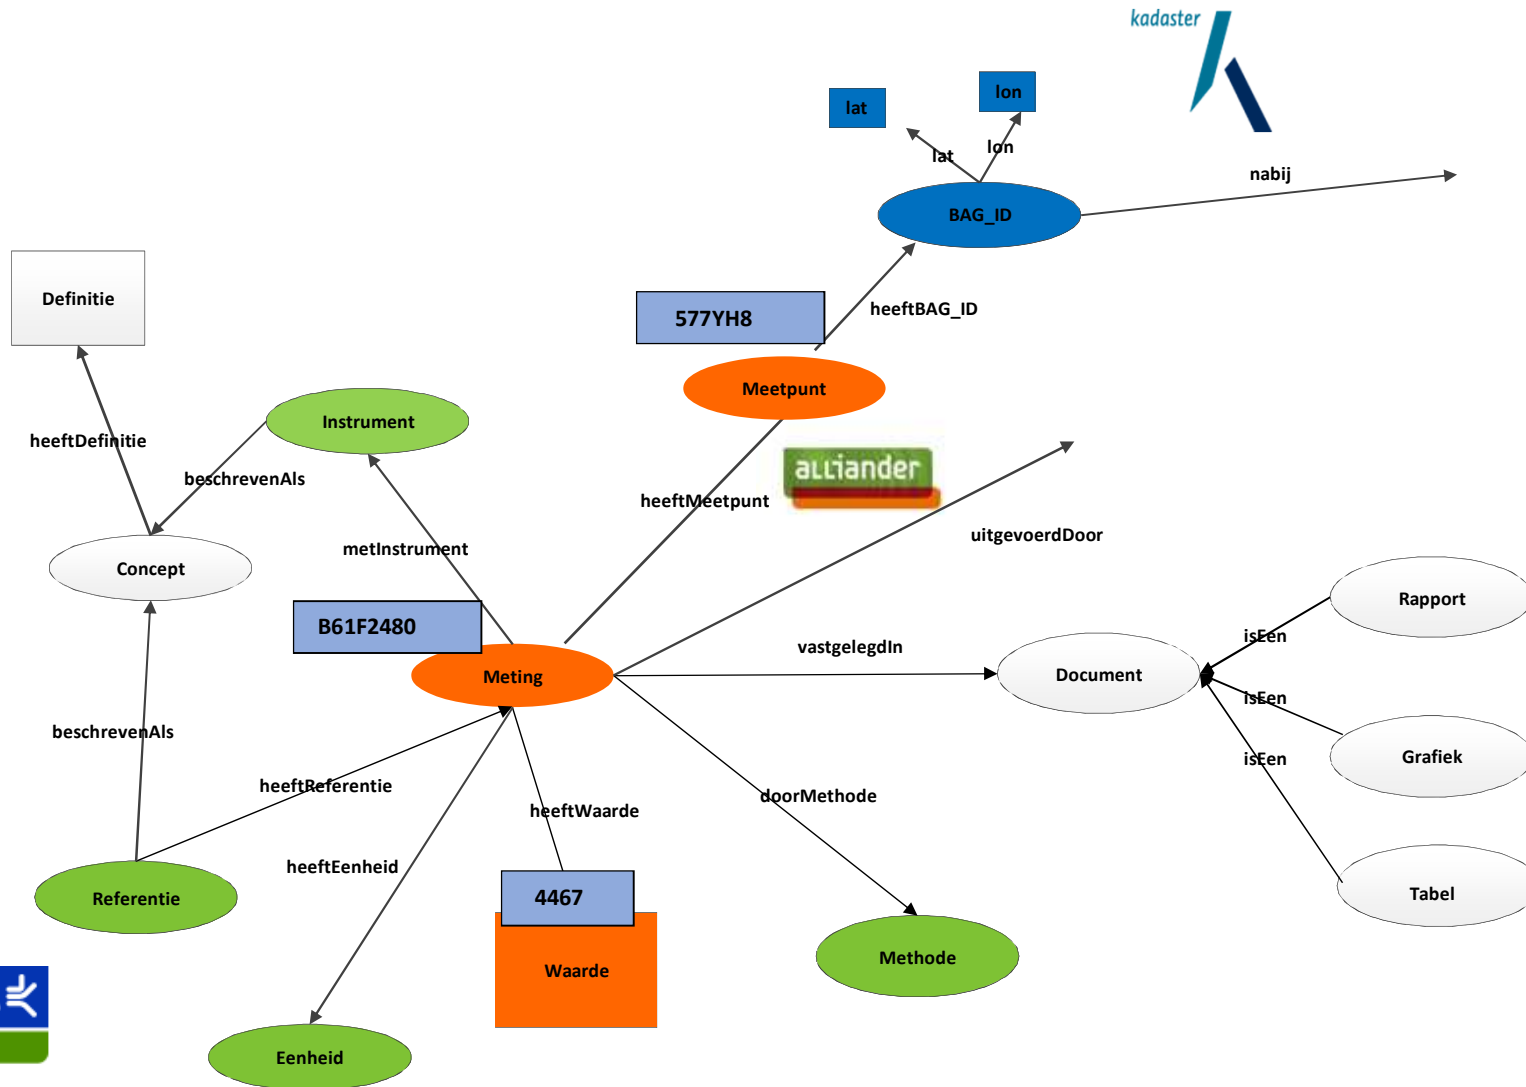 kadaster
lon
lat
lon
lat
nabij
BAG_ID
Definitie
577YH8
heeftBAG_ID
Meetpunt
Instrument
heeftDefinitie
alliander
beschrevenAls
heeftMeetpunt
uitgevoerdDoor
metInstrument
Concept
Rapport
B61F2480
isEen
vastgelegdIn
Meting
Document
isEen
beschrevenAls
isEen
Grafiek
heeftReferentie
doorMethode
heeftWaarde
heeftEenheid
Referentie
4467
Tabel
Methode
Waarde
Eenheid